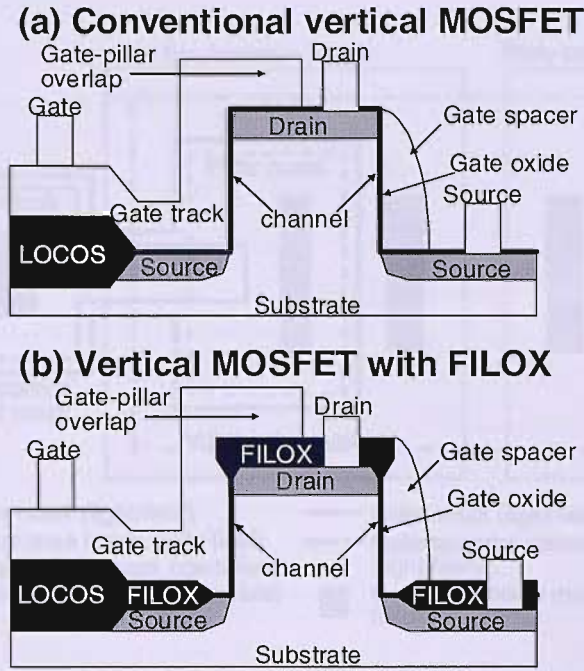 (a) Conventional vertical MOSFET
Gate-pillar
overlap
Drain
Gate
Drain
Gate spacer
Gate oxide
Source
Gate track
channel
LOCOS
Source
Source
Substrate
(b) Vertical MOSFET with FILOX
Gate-pillar
overlap
Drain
Gate
FILOX
Gate spacer
Drain
Gate oxide
Gate track
Source
channel
LOCOS
FILOX
FILOX
Source
Source
Substrate